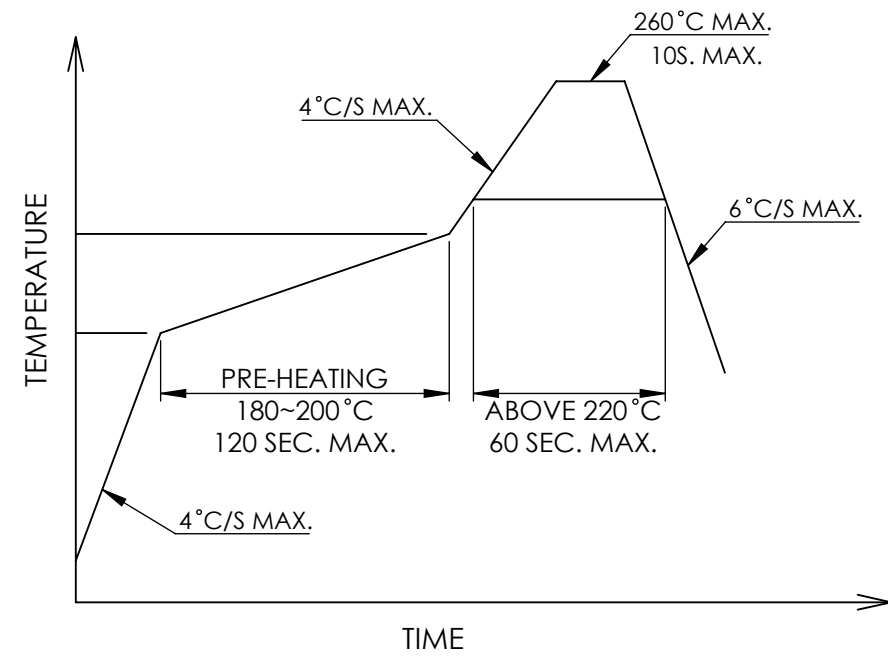 260°C MAX.
10S. MAX.
4°C/S MAX.
6°C/S MAX.
TEMPERATURE
PRE-HEATING
180~200°C
120 SEC. MAX.
ABOVE 220°C
60 SEC. MAX.
4°C/S MAX.
TIME